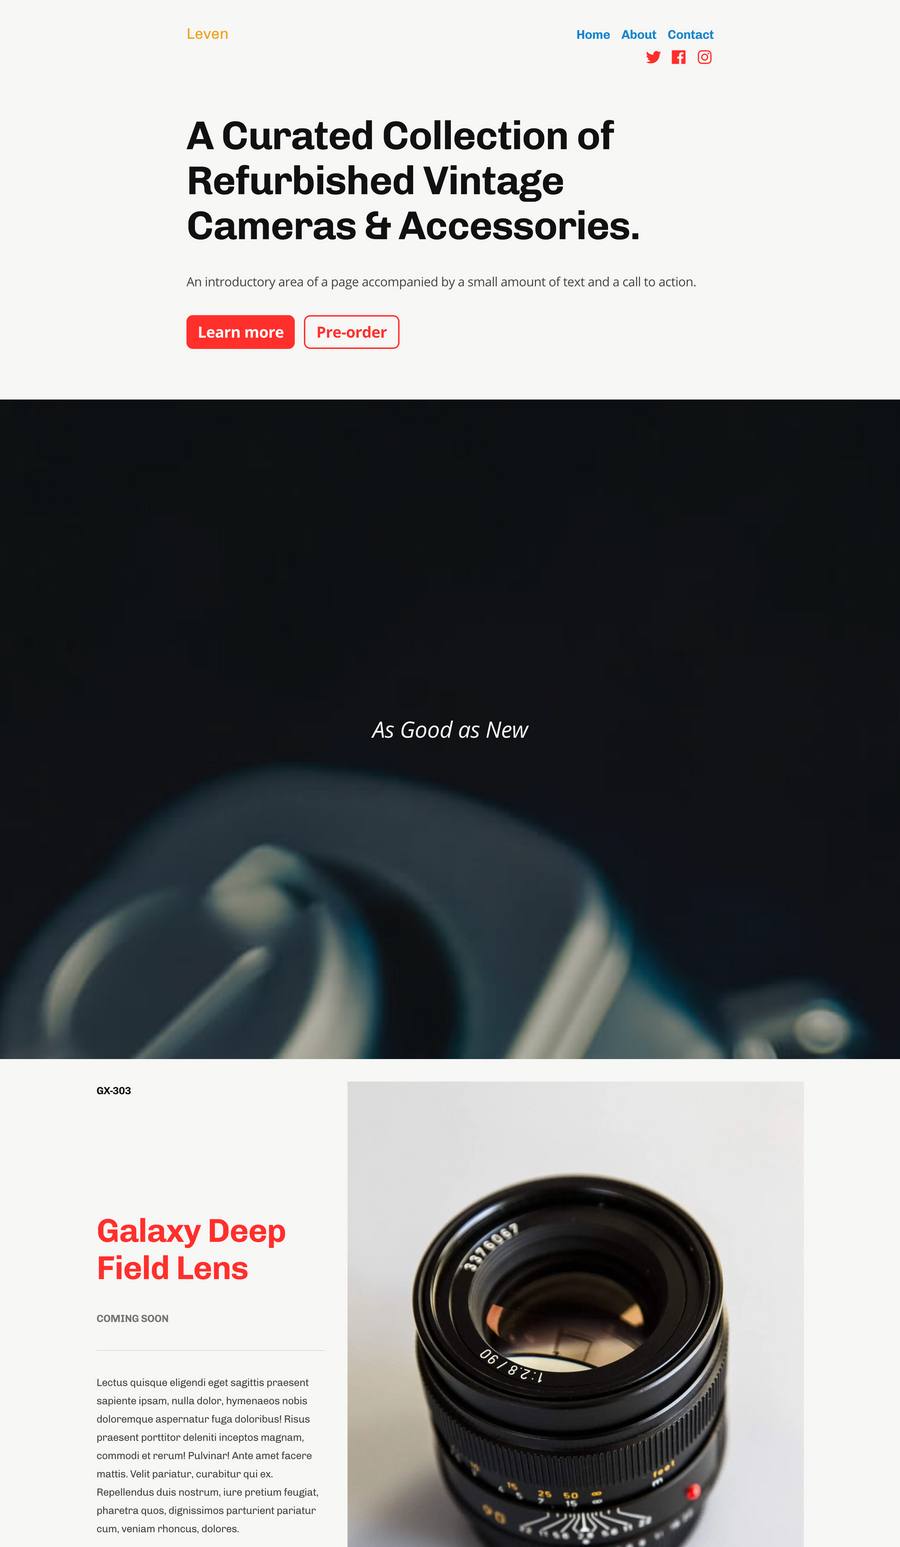 Leven
Home About Contact
A Curated Collection of
Refurbished Vintage
Cameras & Accessories.
An introductory area of a page accompanied by a small amount of text and a call to action.
Learn more
Pre-order
As Good as New
GX-303
Galaxy Deep
Field Lens
COMING SOON
Lectus quisque eligendi eget sagittis praesent
sapiente ipsam, nulla dolor, hymenaeos nobis
doloremque aspernatur fuga doloribus! Risus
praesent porttitor deleniti inceptos magnam,
commodi et rerum! Pulvinar! Ante amet facere
mattis. Velit pariatur, curabitur qui ex.
Repellendus duis nostrum, iure pretium feugiat,
pharetra quos, dignissimos parturient pariatur
cum, veniam rhoncus, dolores.
3376967
1:2.8/90
feet
m
15 25 50 ∞
5 7 15 ∞
90